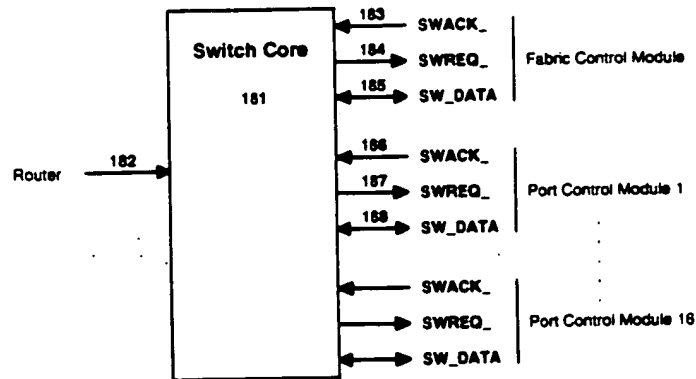 Switch Core
181
Router
182
183
SWACK_
184
SWREQ_
185
SW_DATA
Fabric Control Module
186
SWACK_
187
SWREQ_
188
SW_DATA
Port Control Module 1
SWACK_
SWREQ_
SW_DATA
Port Control Module 16